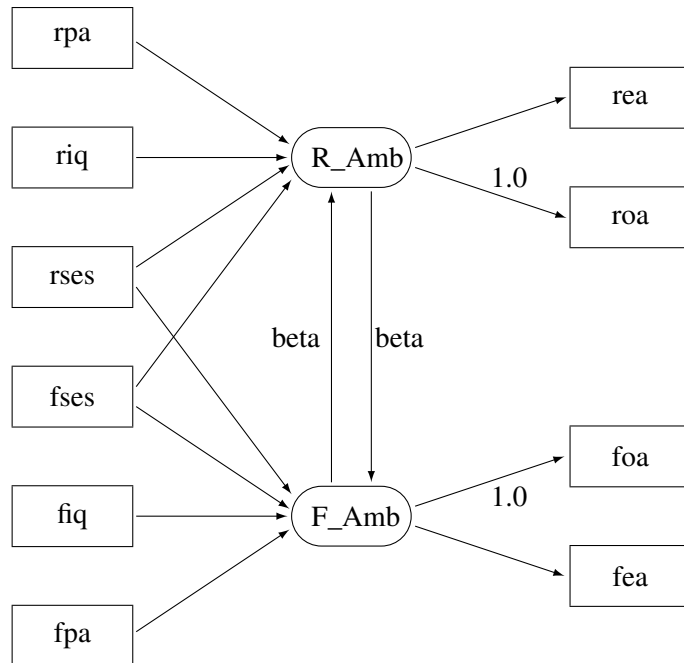 rpa
riq
rses
fses
fiq
fpa
R_Amb
beta
beta
F_Amb
rea
1.0
roa
foa
1.0
fea